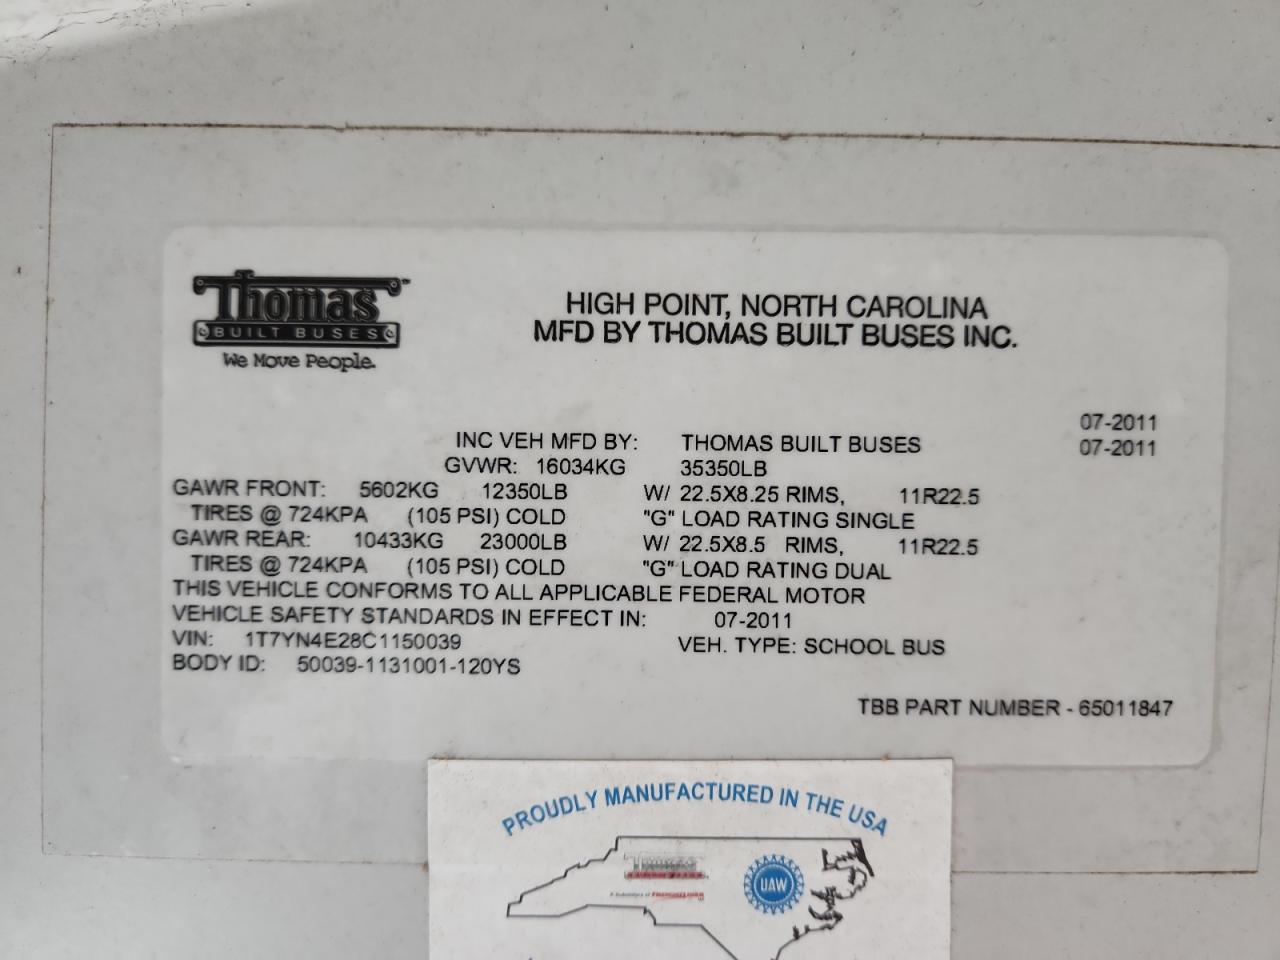 Thomas
BUILT BUSES
We Move People.
HIGH POINT, NORTH CAROLINA
MFD BY THOMAS BUILT BUSES INC.
07-2011
INC VEH MFD BY: THOMAS BUILT BUSES 07-2011
GVWR: 16034KG 35350LB
GAWR FRONT: 5602KG 12350LB W/ 22.5X8.25 RIMS, 11R22.5
TIRES @ 724KPA (105 PSI) COLD "G" LOAD RATING SINGLE
GAWR REAR: 10433KG 23000LB W/ 22.5X8.5 RIMS, 11R22.5
TIRES @ 724KPA (105 PSI) COLD "G" LOAD RATING DUAL
THIS VEHICLE CONFORMS TO ALL APPLICABLE FEDERAL MOTOR
VEHICLE SAFETY STANDARDS IN EFFECT IN: 07-2011
VIN: 1T7YN4E28C1150039 VEH. TYPE: SCHOOL BUS
BODY ID: 50039-1131001-120YS
TBB PART NUMBER - 65011847
PROUDLY MANUFACTURED IN THE USA
Thomas
UAW